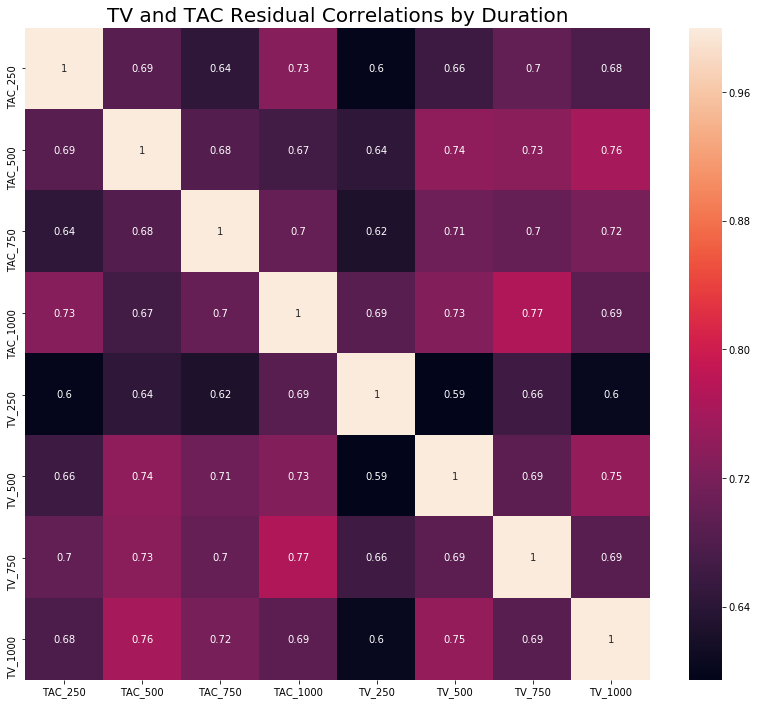 TV and TAC Residual Correlations by Duration
TAC_250 1 0.69 0.64 0.73 0.6 0.66 0.7 0.68
TAC_500 0.69 1 0.68 0.67 0.64 0.74 0.73 0.76
TAC_750 0.64 0.68 1 0.7 0.62 0.71 0.7 0.72
TAC_1000 0.73 0.67 0.7 1 0.69 0.73 0.77 0.69
TV_250 0.6 0.64 0.62 0.69 1 0.59 0.66 0.6
TV_500 0.66 0.74 0.71 0.73 0.59 1 0.69 0.75
TV_750 0.7 0.73 0.7 0.77 0.66 0.69 1 0.69
TV_1000 0.68 0.76 0.72 0.69 0.6 0.75 0.69 1
TAC_250 TAC_500 TAC_750 TAC_1000 TV_250 TV_500 TV_750 TV_1000
0.96
0.88
0.80
0.72
0.64